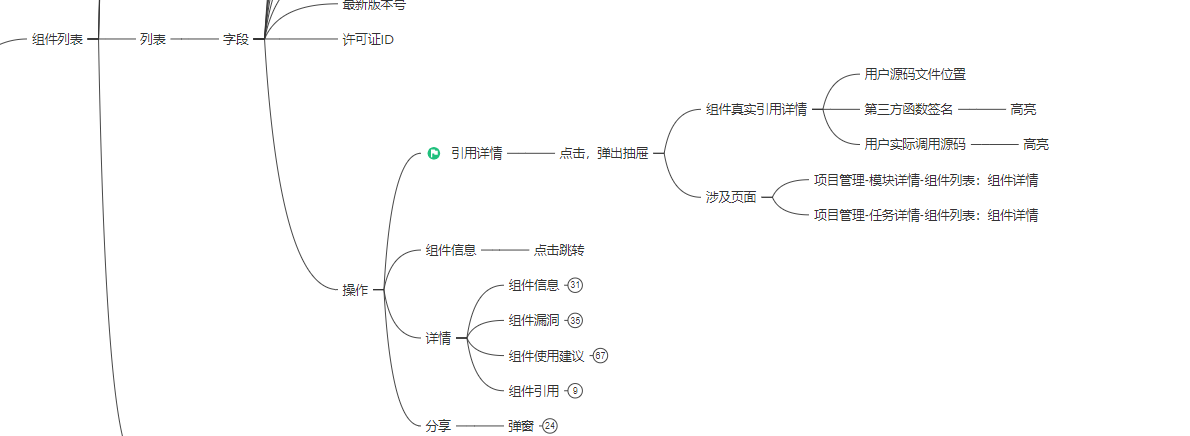 最新版本号
组件列表
列表
字段
许可证ID
用户源码文件位置
组件真实引用详情
第三方函数签名
高亮
用户实际调用源码
高亮
引用详情
点击，弹出抽屉
项目管理-模块详情-组件列表：组件详情
涉及页面
项目管理-任务详情-组件列表：组件详情
组件信息
点击跳转
操作
组件信息 31
详情
组件漏洞 35
组件使用建议 67
组件引用 9
分享
弹窗 24